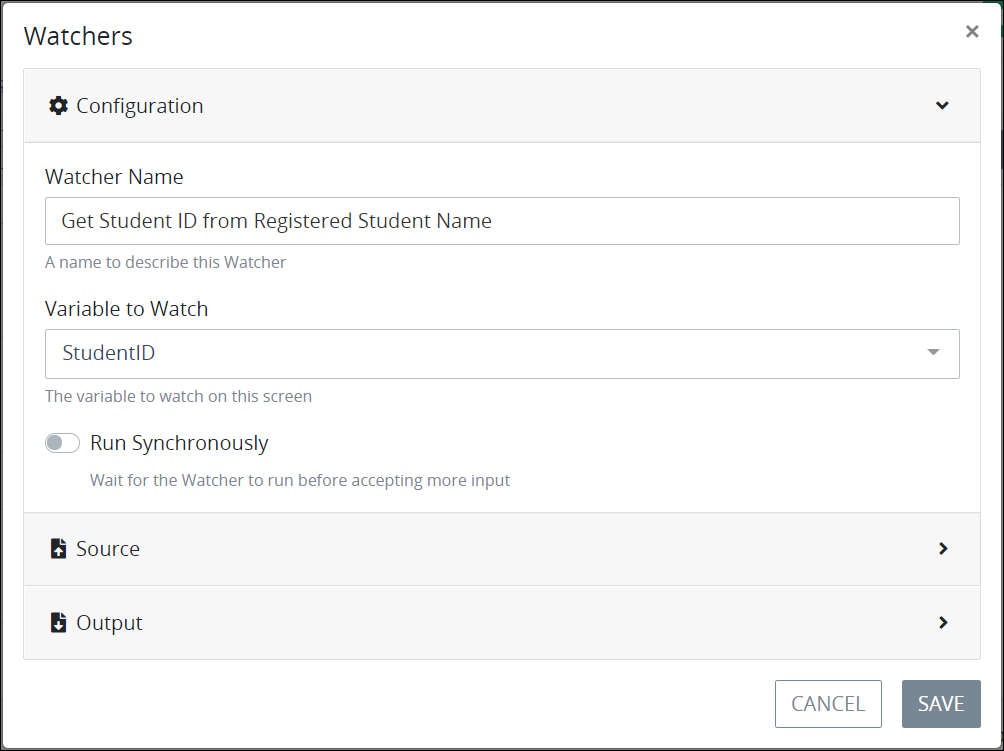 Watchers
Configuration
Watcher Name
Get Student ID from Registered Student Name
A name to describe this Watcher
Variable to Watch
StudentID
The variable to watch on this screen
Run Synchronously
Wait for the Watcher to run before accepting more input
Source
Output
CANCEL SAVE